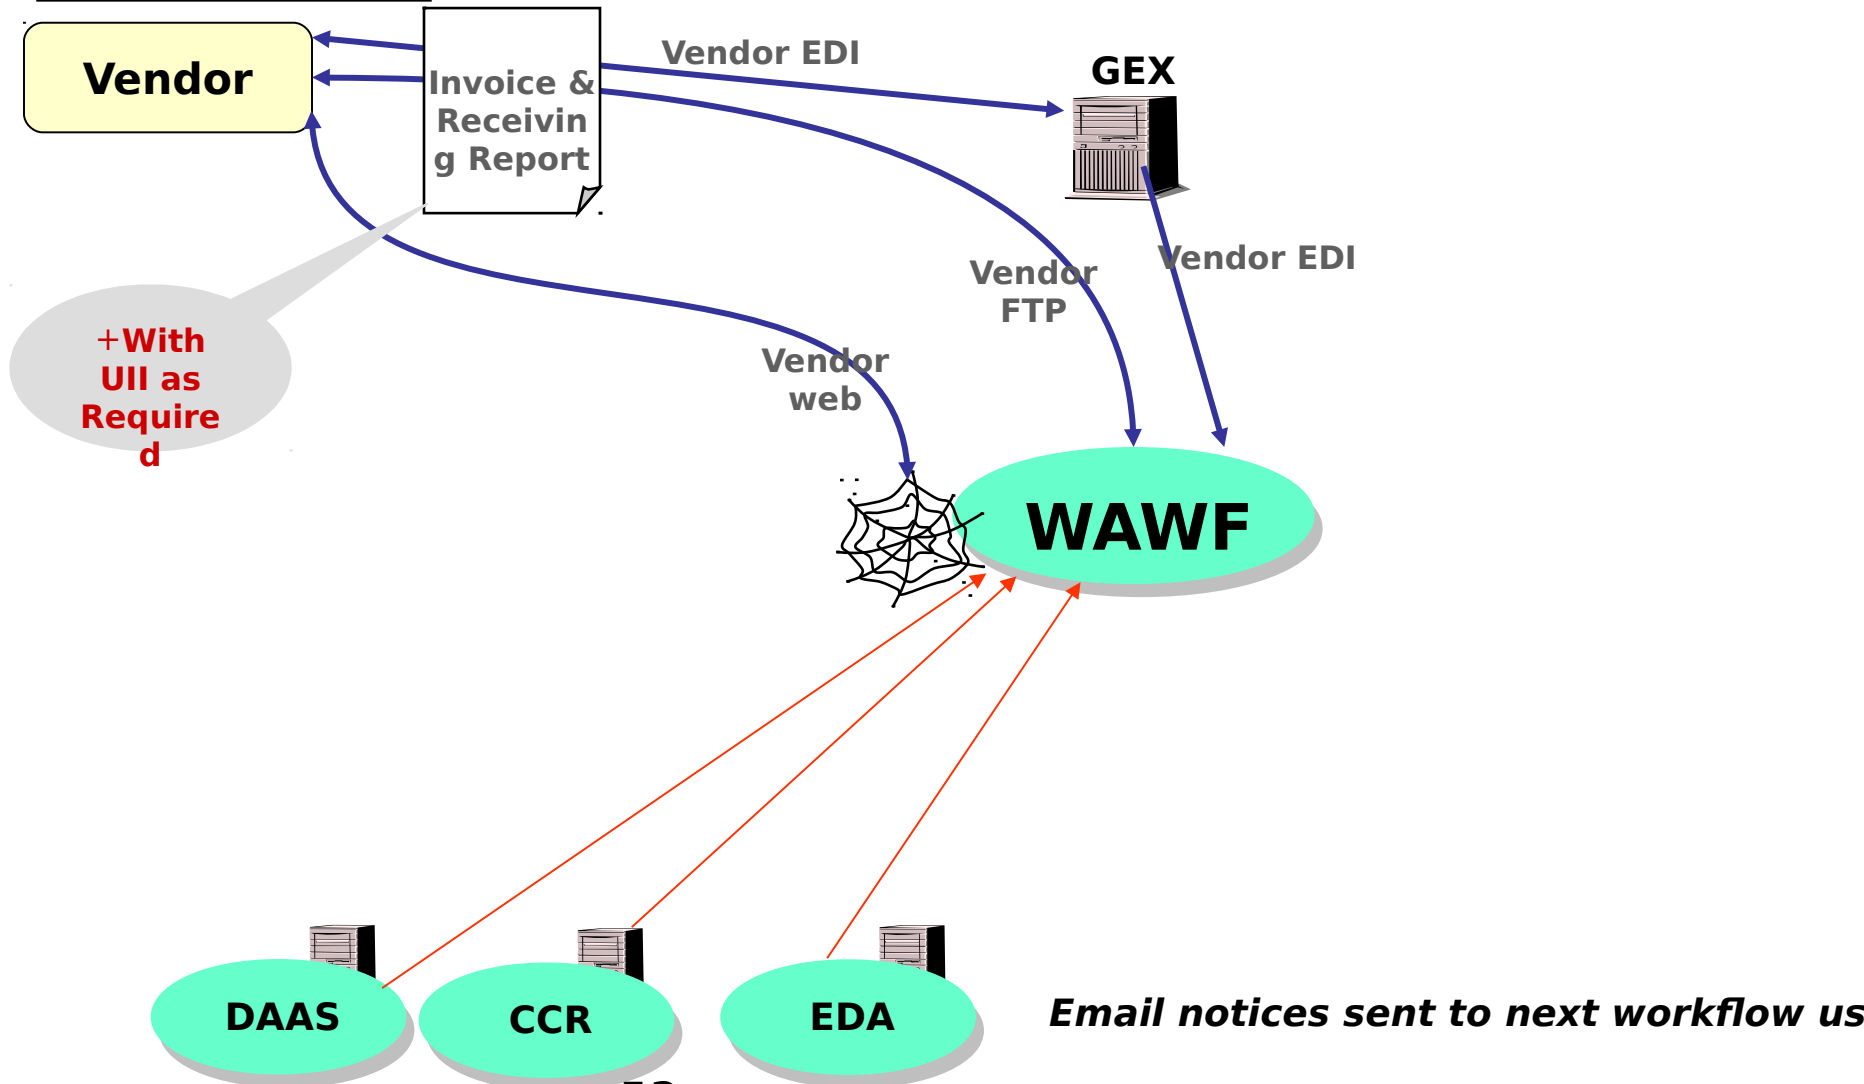 Vendor
Invoice &
Receivin
g Report
Vendor EDI
GEX
Vendor
FTP
Vendor EDI
+With
UII as
Require
d
Vendor
web
WAWF
DAAS
CCR
EDA
Email notices sent to next workflow us